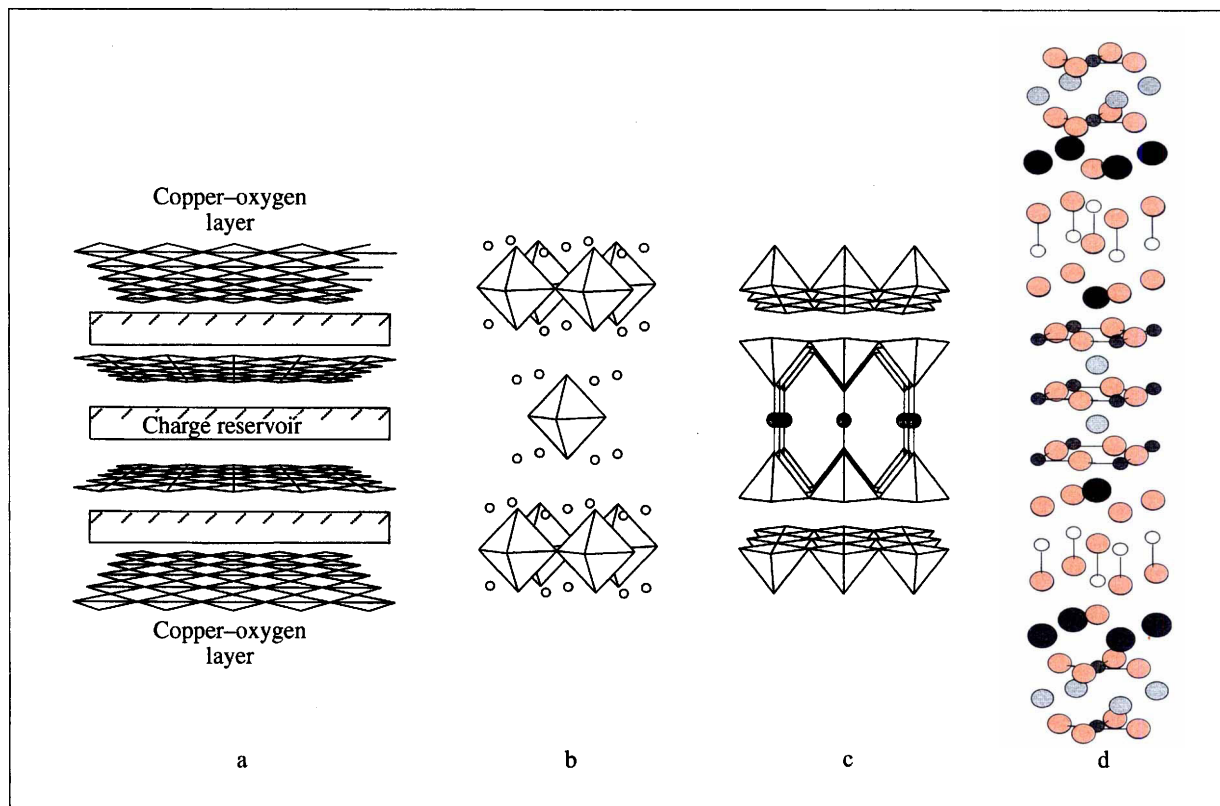 Copper–oxygen
layer
Charge reservoir
Copper–oxygen
layer
a
b
c
d